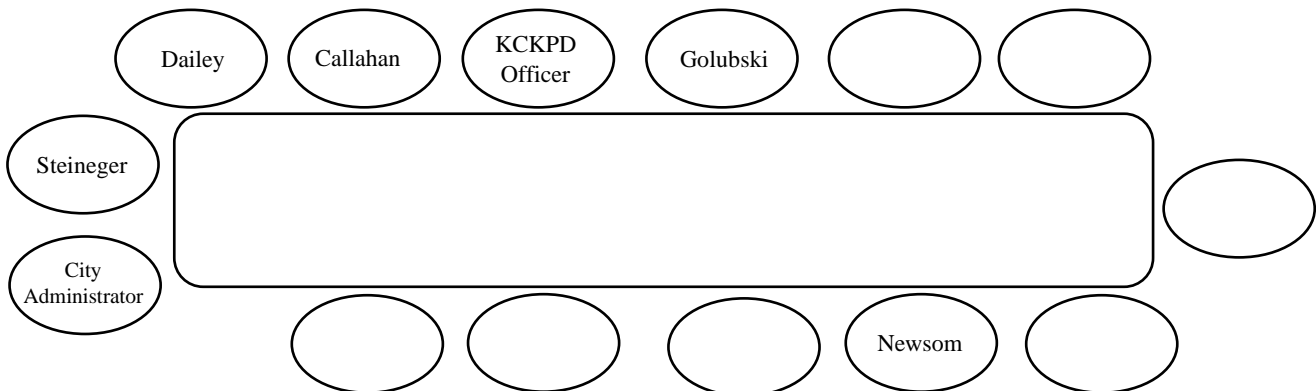 Dailey
Callahan
KCKPD
Officer
Golubski
Steineger
City
Administrator
Newsom